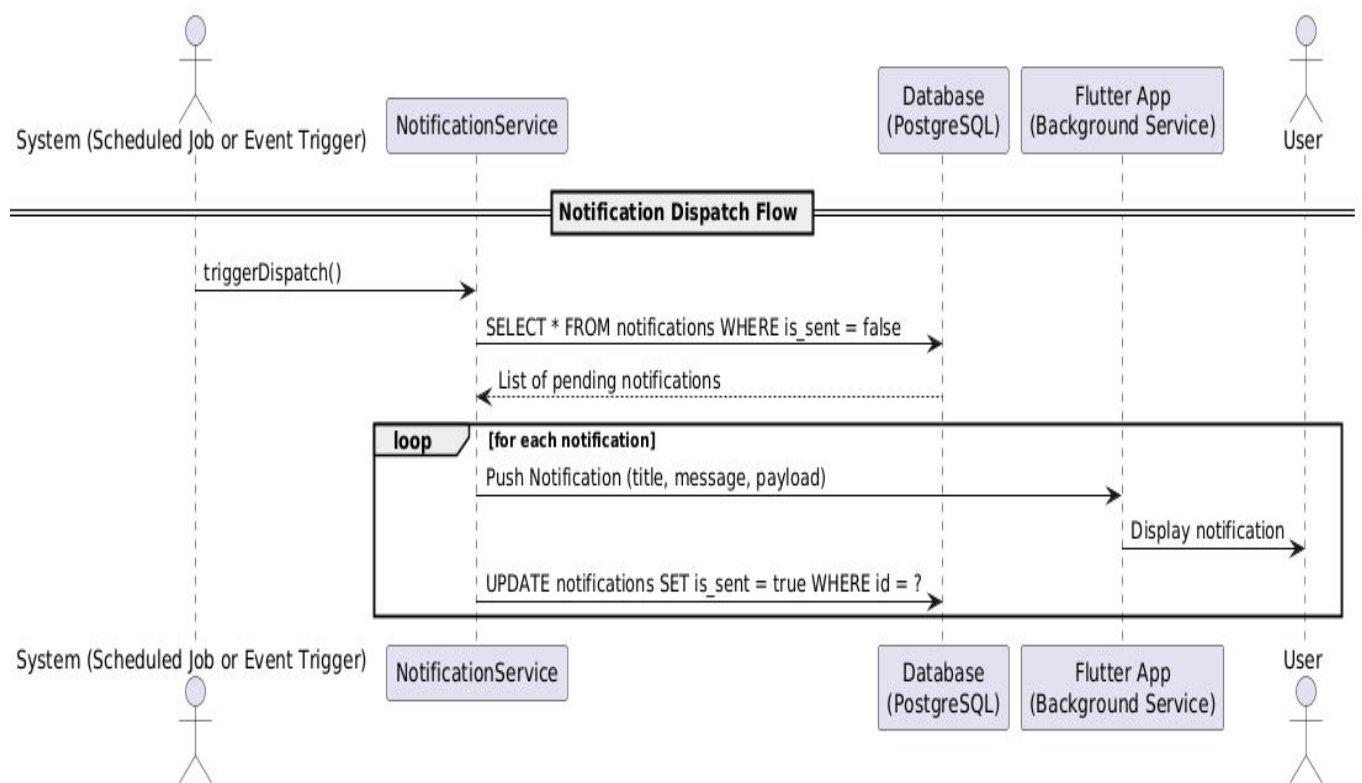 System (Scheduled Job or Event Trigger)
NotificationService
Database
(PostgreSQL)
Flutter App
(Background Service)
User
Notification Dispatch Flow
triggerDispatch()
SELECT * FROM notifications WHERE is_sent = false
List of pending notifications
loop
[for each notification]
Push Notification (title, message, payload)
Display notification
UPDATE notifications SET is_sent = true WHERE id = ?
System (Scheduled Job or Event Trigger)
NotificationService
Database
(PostgreSQL)
Flutter App
(Background Service)
User